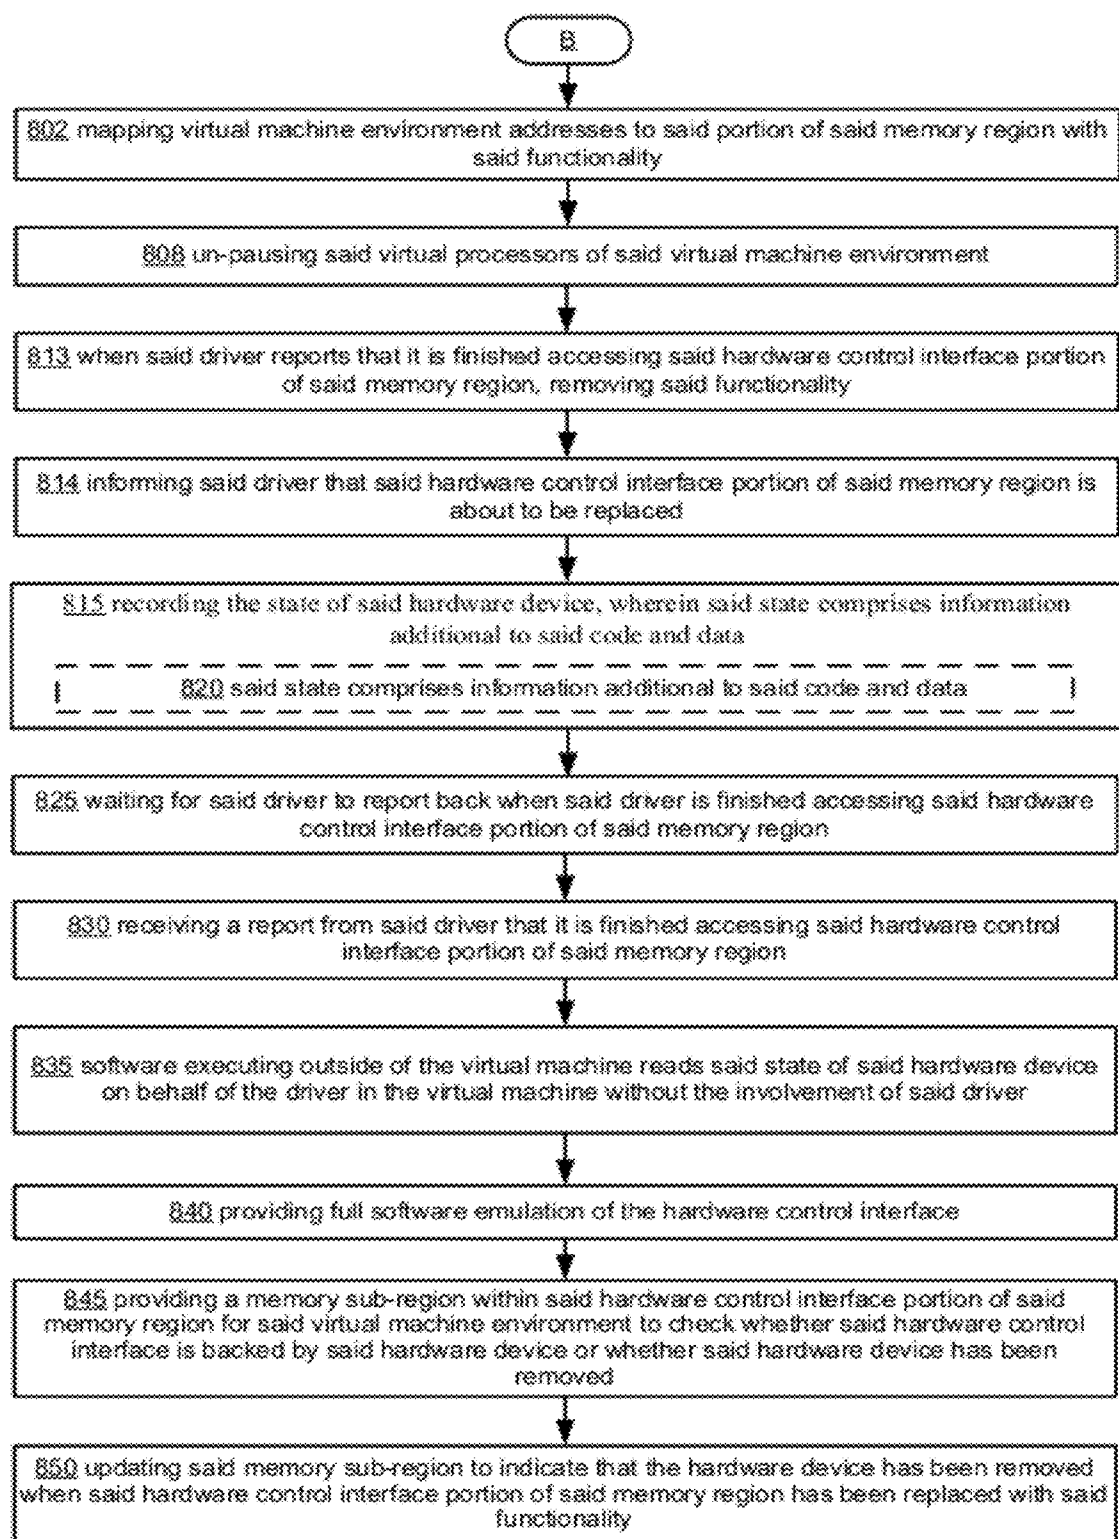 B
802 mapping virtual machine environment addresses to said portion of said memory region with
said functionality
808 un-pausing said virtual processors of said virtual machine environment
813 when said driver reports that it is finished accessing said hardware control interface portion
of said memory region, removing said functionality
814 informing said driver that said hardware control interface portion of said memory region is
about to be replaced
815 recording the state of said hardware device, wherein said state comprises information
additional to said code and data
820 said state comprises information additional to said code and data
825 waiting for said driver to report back when said driver is finished accessing said hardware
control interface portion of said memory region
830 receiving a report from said driver that it is finished accessing said hardware control
interface portion of said memory region
835 software executing outside of the virtual machine reads said state of said hardware device
on behalf of the driver in the virtual machine without the involvement of said driver
840 providing full software emulation of the hardware control interface
845 providing a memory sub-region within said hardware control interface portion of said
memory region for said virtual machine environment to check whether said hardware control
interface is backed by said hardware device or whether said hardware device has been
removed
850 updating said memory sub-region to indicate that the hardware device has been removed
when said hardware control interface portion of said memory region has been replaced with said
functionality